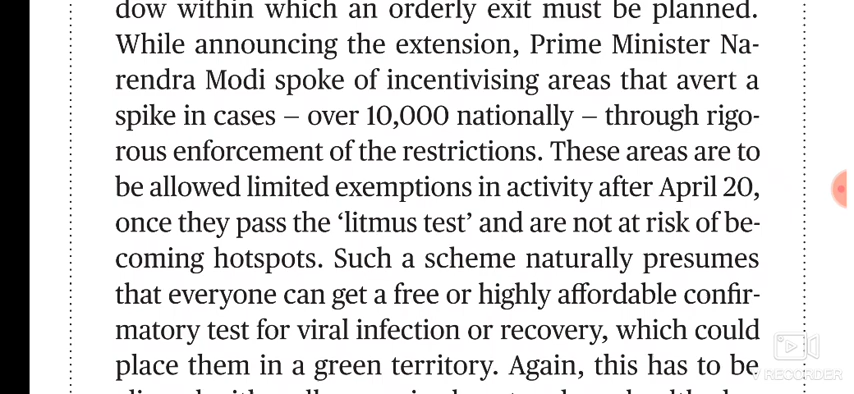 dow within which an orderly exit must be planned.
While announcing the extension, Prime Minister Na-
rendra Modi spoke of incentivising areas that avert a
spike in cases – over 10,000 nationally – through rigo-
rous enforcement of the restrictions. These areas are to
be allowed limited exemptions in activity after April 20,
once they pass the ‘litmus test’ and are not at risk of be-
coming hotspots. Such a scheme naturally presumes
that everyone can get a free or highly affordable confir-
matory test for viral infection or recovery, which could
place them in a green territory. Again, this has to be
V RECORDER